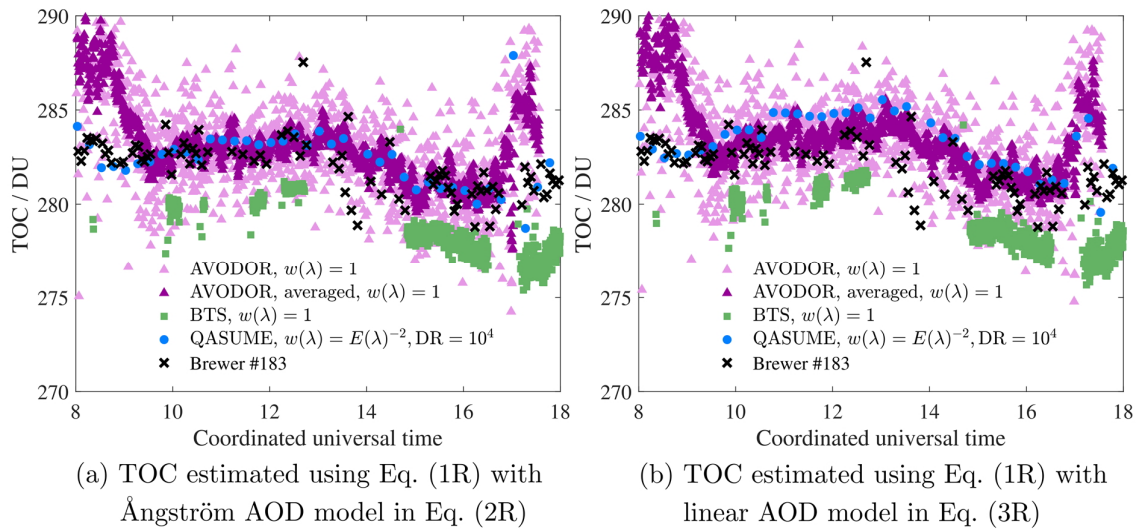 290
285
280
275
270
TOC / DU
8
10
12
14
16
18
Coordinated universal time
AVODOR, w(λ) = 1
AVODOR, averaged, w(λ) = 1
BTS, w(λ) = 1
QASUME, w(λ) = E(λ)⁻², DR = 10⁴
Brewer #183
(a) TOC estimated using Eq. (1R) with
Ångström AOD model in Eq. (2R)
290
285
280
275
270
TOC / DU
8
10
12
14
16
18
Coordinated universal time
AVODOR, w(λ) = 1
AVODOR, averaged, w(λ) = 1
BTS, w(λ) = 1
QASUME, w(λ) = E(λ)⁻², DR = 10⁴
Brewer #183
(b) TOC estimated using Eq. (1R) with
linear AOD model in Eq. (3R)